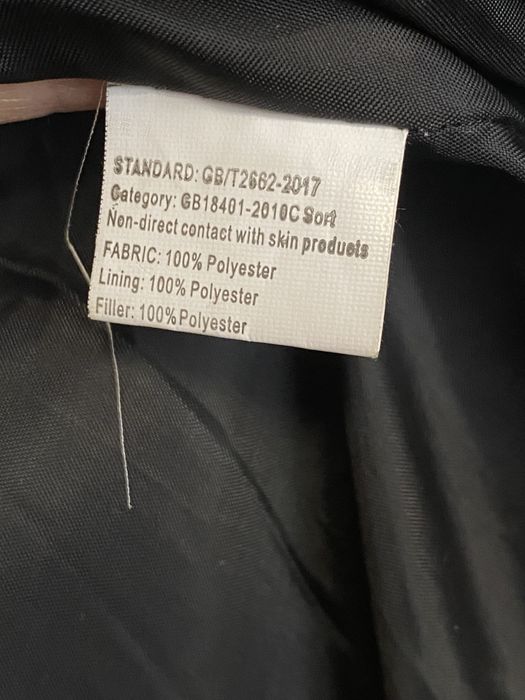 STANDARD: GB/T2662-2017
Category: GB18401-2010C Sort
Non-direct contact with skin products
FABRIC: 100% Polyester
Lining: 100% Polyester
Filler: 100% Polyester